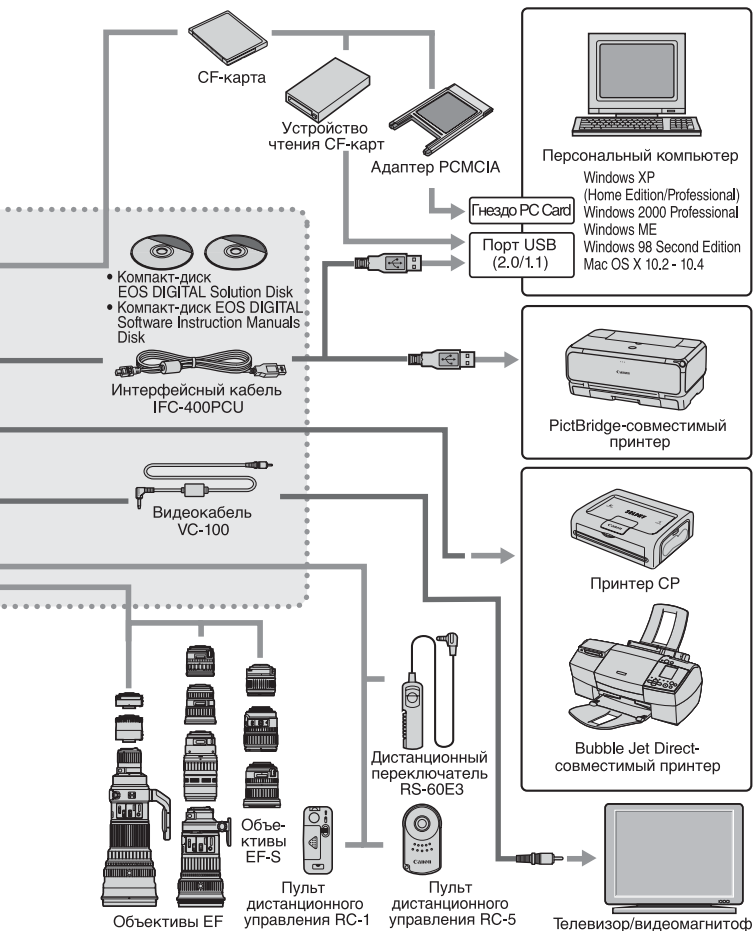 CF-карта
Устройство
чтения CF-карт
Адаптер PCMCIA
Персональный компьютер
Windows XP
(Home Edition/Professional)
Windows 2000 Professional
Windows ME
Windows 98 Second Edition
Mac OS X 10.2 - 10.4
Гнездо PC Card
Порт USB
(2.0/1.1)
• Компакт-диск
EOS DIGITAL Solution Disk
• Компакт-диск EOS DIGITAL
Software Instruction Manuals
Disk
Интерфейсный кабель
IFC-400PCU
Canon
PictBridge-совместимый
принтер
Видеокабель
VC-100
SELPHY
Canon
Принтер CP
Bubble Jet Direct-
совместимый принтер
Дистанционный
переключатель
RS-60E3
Объе-
ктивы
EF-S
Canon
Объективы EF
Пульт
дистанционного
управления RC-1
Пульт
дистанционного
управления RC-5
Телевизор/видеомагнитоф